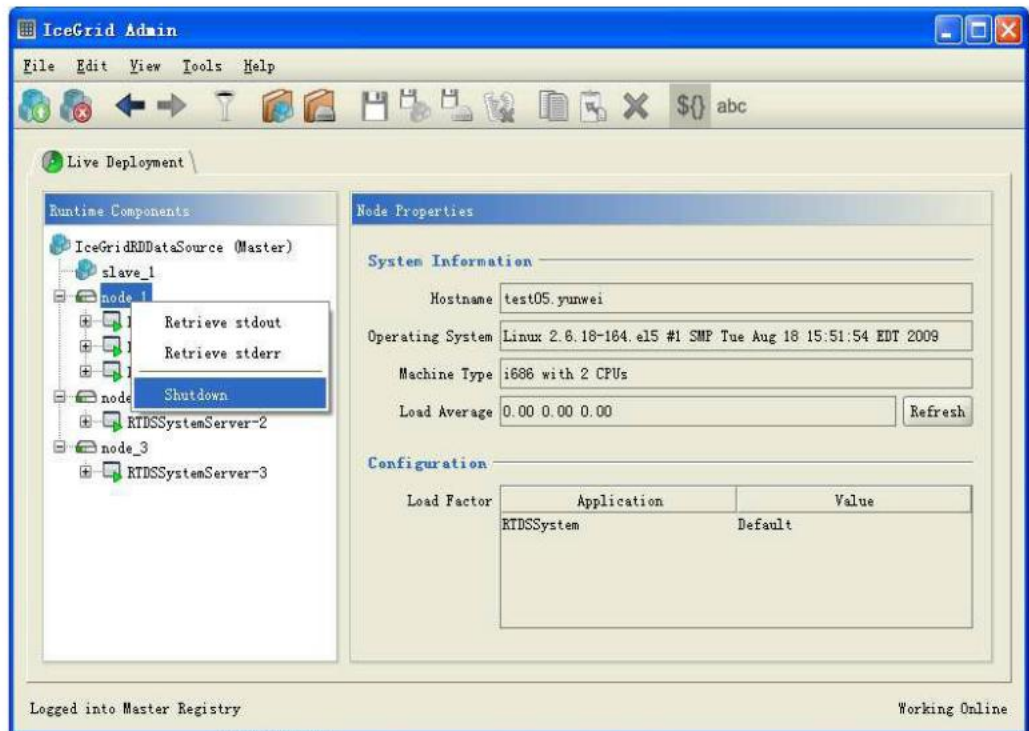 IceGrid Admin
File Edit View Tools Help
${} abc
Live Deployment
Runtime Components
IceGridRDDataSource (Master)
slave_1
node_1
Retrieve stdout
Retrieve stderr
Shutdown
node
RTDSSystemServer-2
node_3
RTDSSystemServer-3
Node Properties
System Information
Hostname test05.yunwei
Operating System Linux 2.6.18-164.el5 #1 SMP Tue Aug 18 15:51:54 EDT 2009
Machine Type i686 with 2 CPUs
Load Average 0.00 0.00 0.00 Refresh
Configuration
Load Factor Application Value
RTDSSystem Default
Logged into Master Registry Working Online